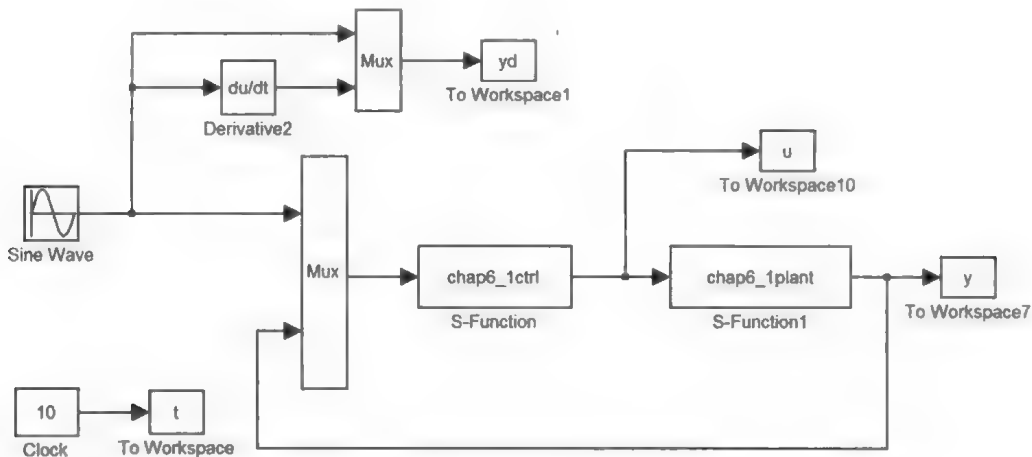 Mux
yd
To Workspace1
du/dt
Derivative2
u
To Workspace10
Sine Wave
Mux
chap6_1ctrl
S-Function
chap6_1plant
S-Function1
y
To Workspace7
10
Clock
t
To Workspace